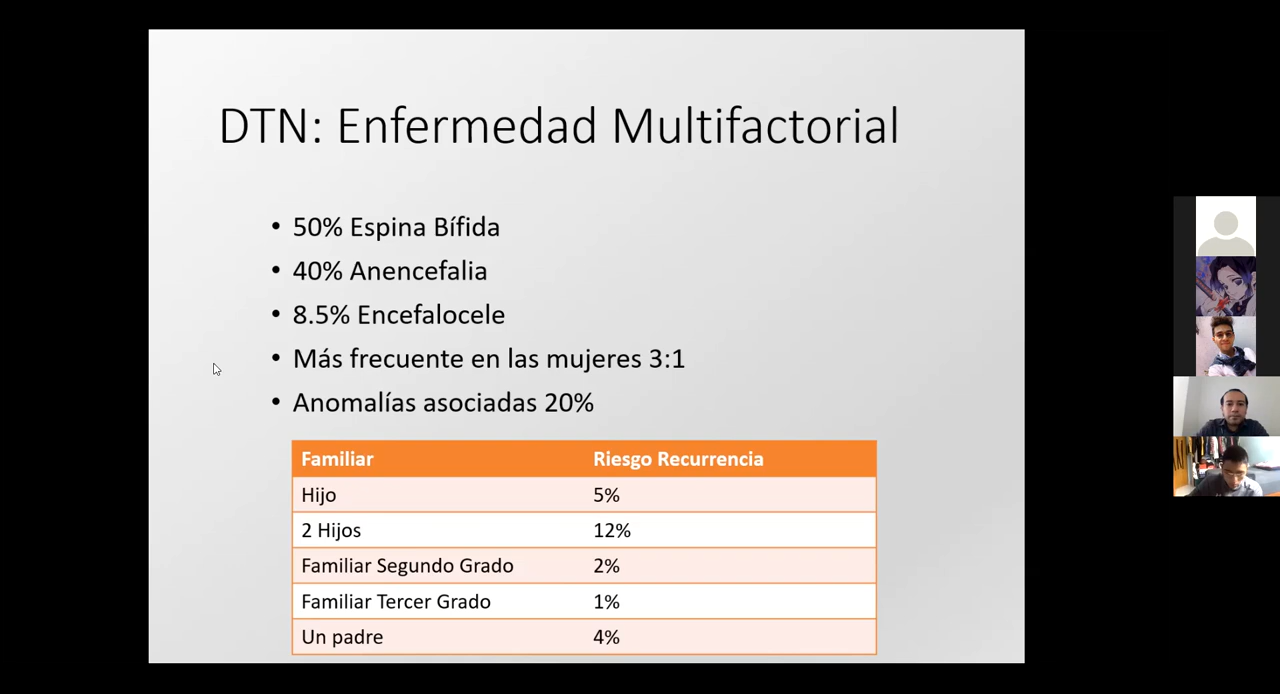 DTN: Enfermedad Multifactorial
• 50% Espina Bífida
• 40% Anencefalia
• 8.5% Encefalocele
• Más frecuente en las mujeres 3:1
• Anomalías asociadas 20%
Familiar Riesgo Recurrencia
Hijo 5%
2 Hijos 12%
Familiar Segundo Grado 2%
Familiar Tercer Grado 1%
Un padre 4%